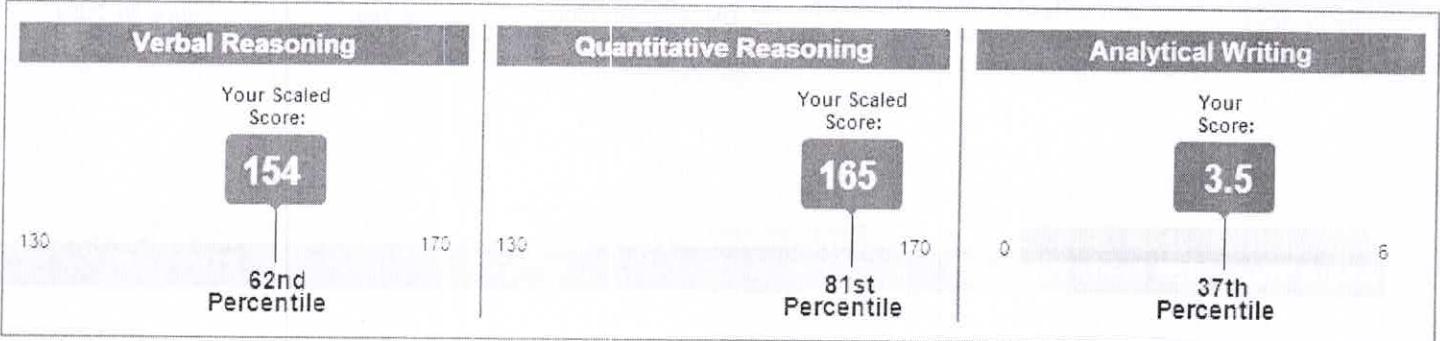 Verbal Reasoning
Your Scaled
Score:
154
130
170
62nd
Percentile
Quantitative Reasoning
Your Scaled
Score:
165
130
170
81st
Percentile
Analytical Writing
Your
Score:
3.5
0
6
37th
Percentile